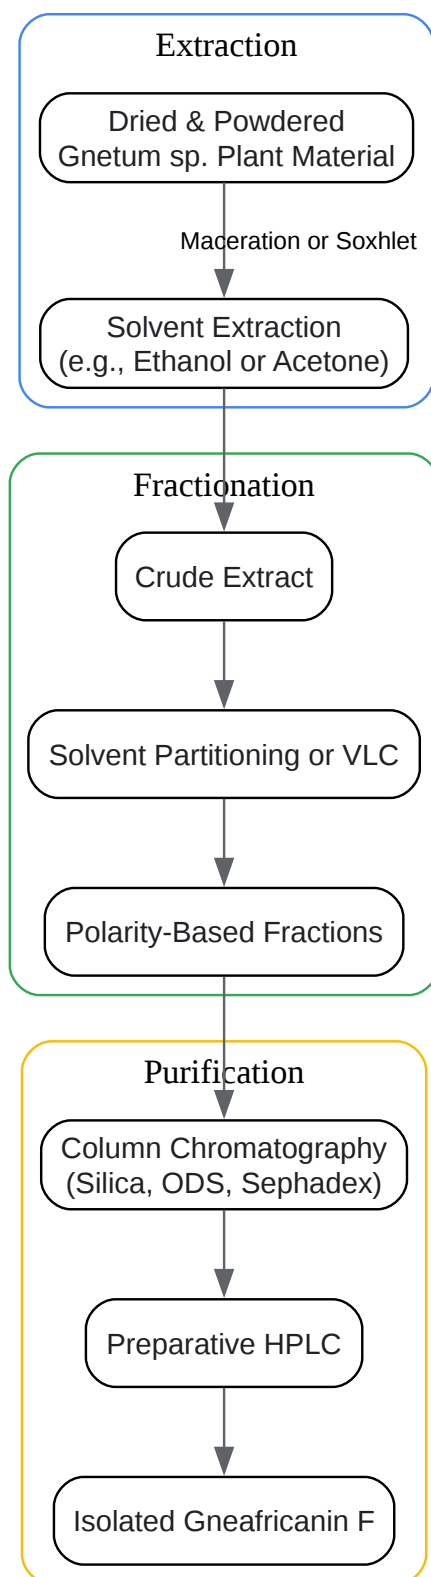 Extraction
Dried & Powdered
Gnetum sp. Plant Material
Maceration or Soxhlet
Solvent Extraction
(e.g., Ethanol or Acetone)
Fractionation
Crude Extract
Solvent Partitioning or VLC
Polarity-Based Fractions
Purification
Column Chromatography
(Silica, ODS, Sephadex)
Preparative HPLC
Isolated Gneafricanin F